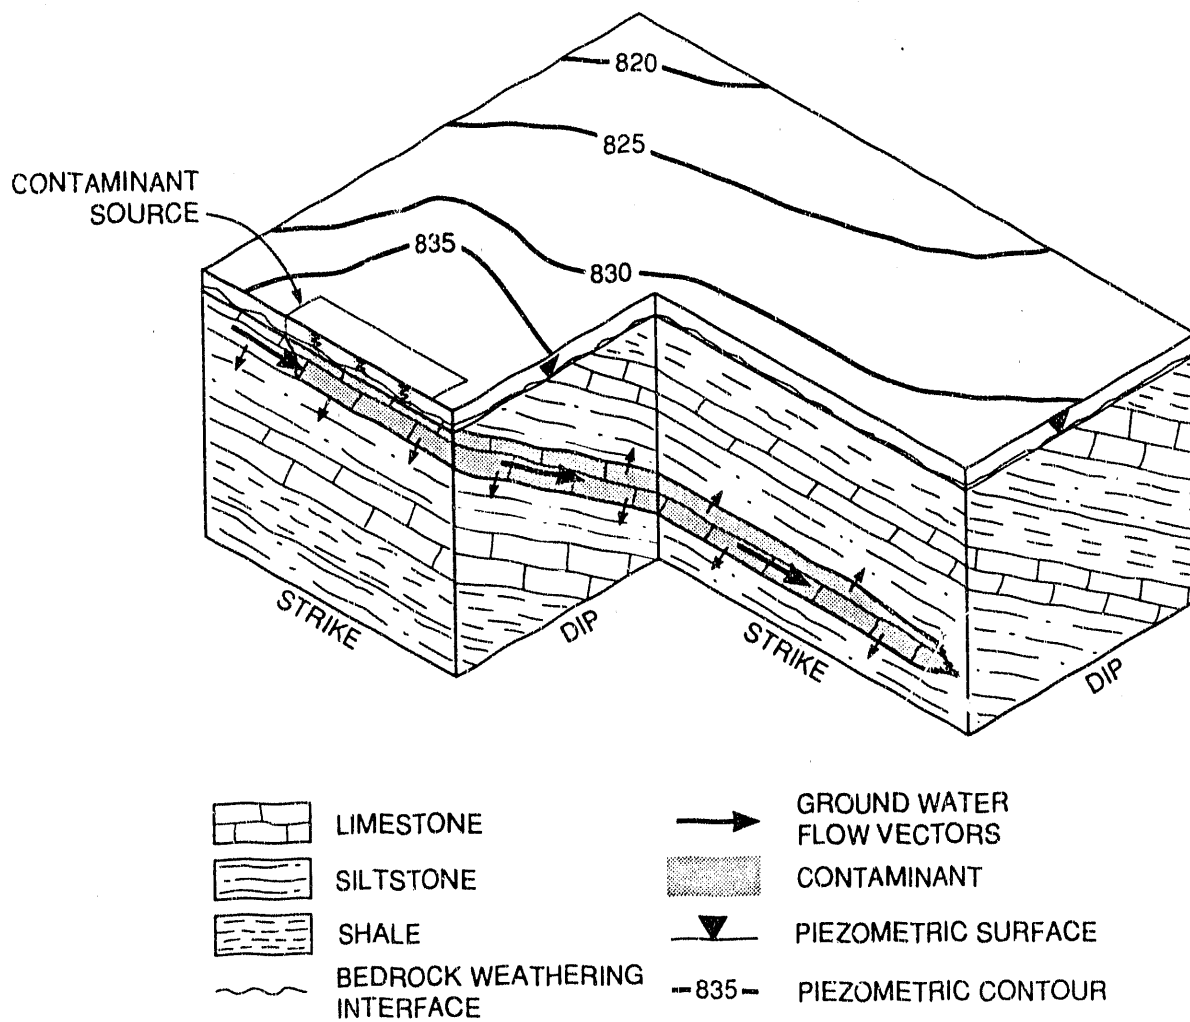 820
825
CONTAMINANT
SOURCE
835
830
STRIKE
DIP
STRIKE
DIP
LIMESTONE
SILTSTONE
SHALE
BEDROCK WEATHERING
INTERFACE
GROUND WATER
FLOW VECTORS
CONTAMINANT
PIEZOMETRIC SURFACE
835
PIEZOMETRIC CONTOUR